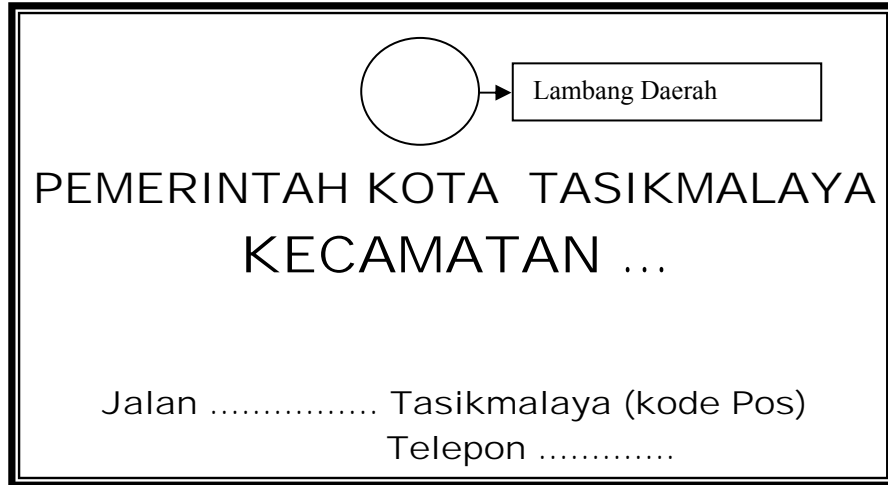 Lambang Daerah
PEMERINTAH KOTA TASIKMALAYA
KECAMATAN ...
Jalan ................ Tasikmalaya (kode Pos)
Telepon .............